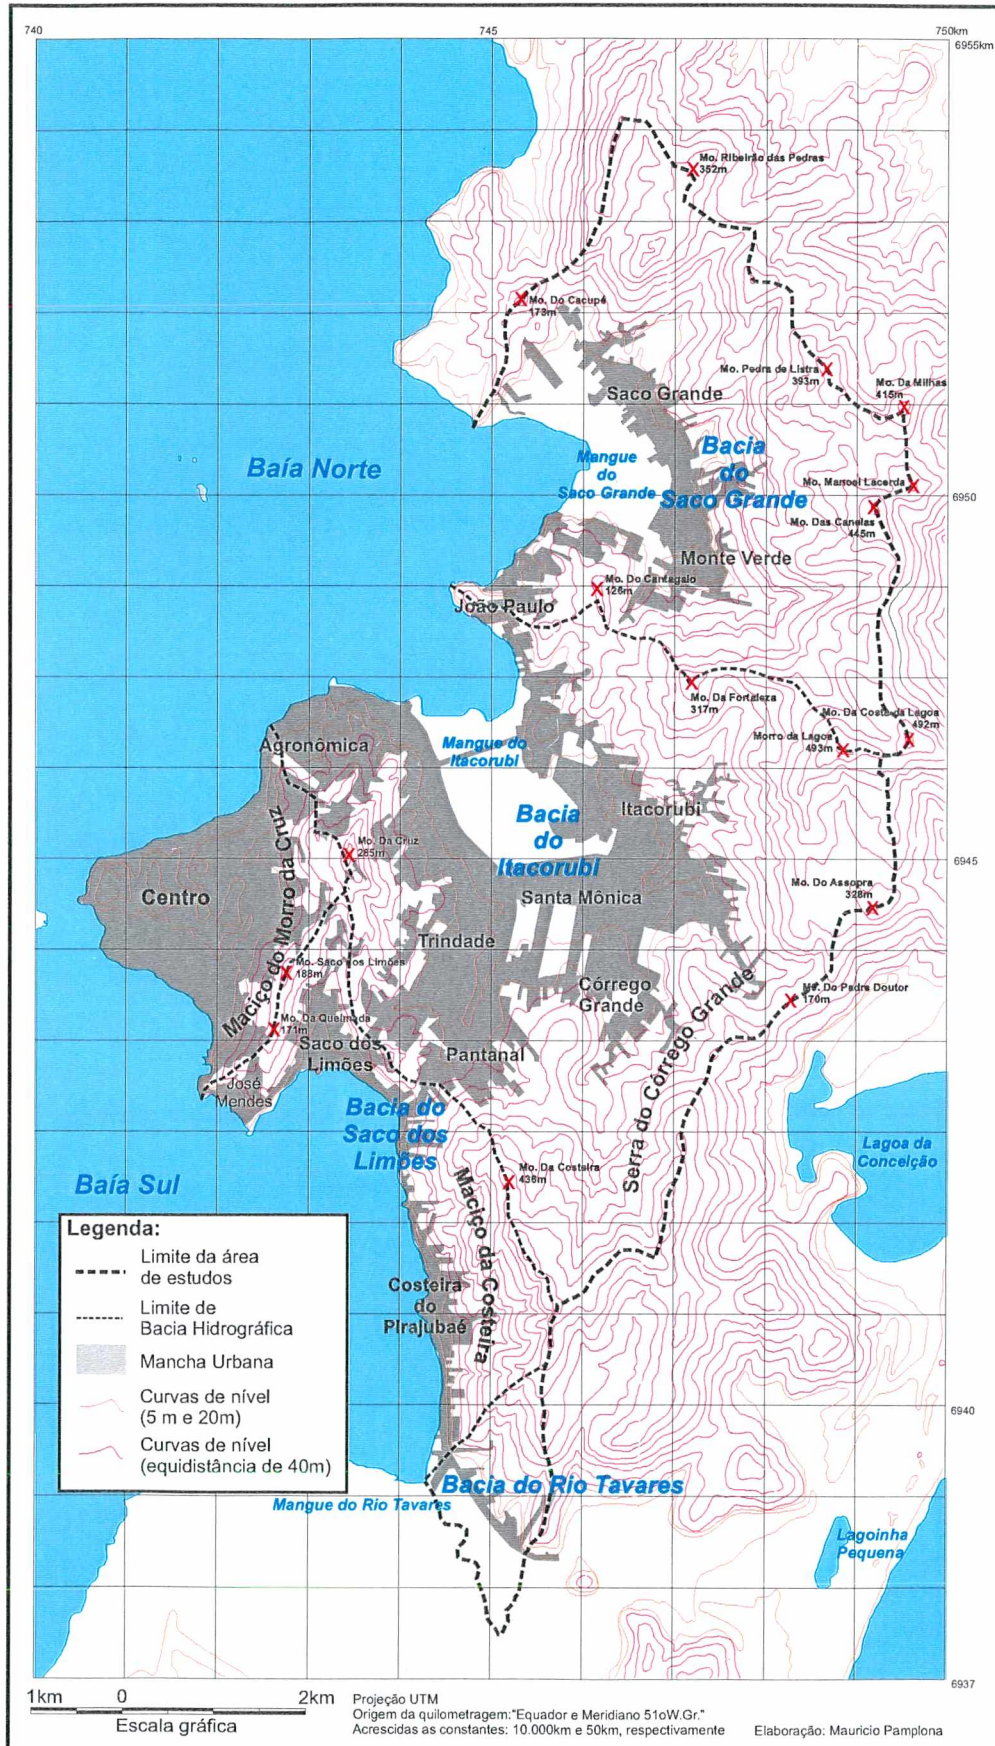 740
745
750km
6955km
Mo. Ribeirão das Pedras
352m
Mo. Do Cacupé
173m
Mo. Pedra de Listra
393m
Mo. Da Milhas
415m
Saco Grande
Baía Norte
Mangue
do
Saco Grande
Bacia
do
Saco Grande
Mo. Manoel Lacerda
6950
Mo. Das Canelas
445m
Monte Verde
Mo. Do Cantagalo
126m
João Paulo
Mo. Da Fortaleza
317m
Mo. Da Costa da Lagoa
492m
Morro da Lagoa
493m
Agronômica
Mangue do
Itacorubi
Itacorubi
Bacia
do
Itacorubi
Mo. Da Cruz
285m
6945
Centro
Maciço do Morro da Cruz
Santa Mônica
Mo. Do Assopra
328m
Trindade
Mo. Saco dos Limões
188m
Córrego
Grande
Mo. Do Padre Doutor
170m
Mo. Da Queimada
171m
Saco dos
Limões
Pantanal
José
Mendes
Serra do Córrego Grande
Bacia do
Saco dos
Limões
Lagoa da
Conceição
Mo. Da Costeira
436m
Baía Sul
Maciço da Costeira
Legenda:
Limite da área
de estudos
Limite de
Bacia Hidrográfica
Mancha Urbana
Curvas de nível
(5 m e 20m)
Curvas de nível
(equidistância de 40m)
Costeira
do
Pirajubaé
6940
Bacia do Rio Tavares
Mangue do Rio Tavares
Lagoinha
Pequena
6937
1km 0 2km
Escala gráfica
Projeção UTM
Origem da quilometragem:"Equador e Meridiano 51oW.Gr."
Acrescidas as constantes: 10.000km e 50km, respectivamente
Elaboração: Mauricio Pamplona